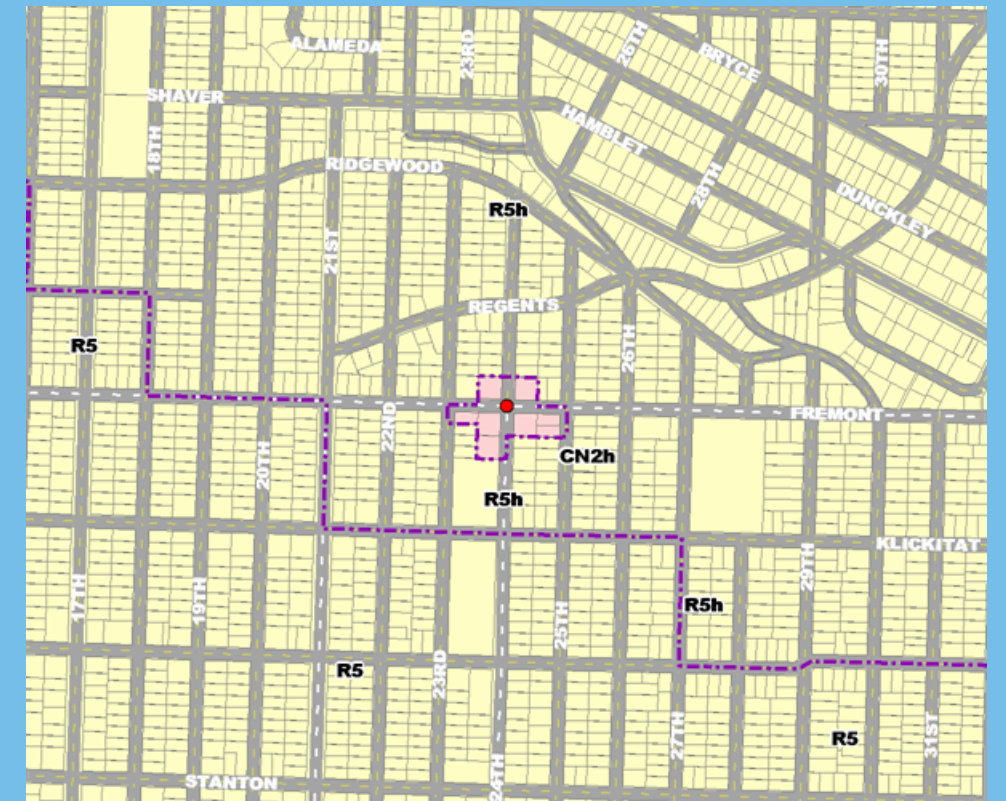 ALAMEDA
23RD
26TH
BRYCE
30TH
SHAVER
18TH
HAMBLET
RIDGEWOOD
28TH
DUNCKLEY
R5h
21ST
REGENTS
26TH
R5
22ND
FREMONT
20TH
CN2h
R5h
KLICKITAT
17TH
19TH
29TH
25TH
R5h
R5
23RD
27TH
R5
31ST
24TH
STANTON